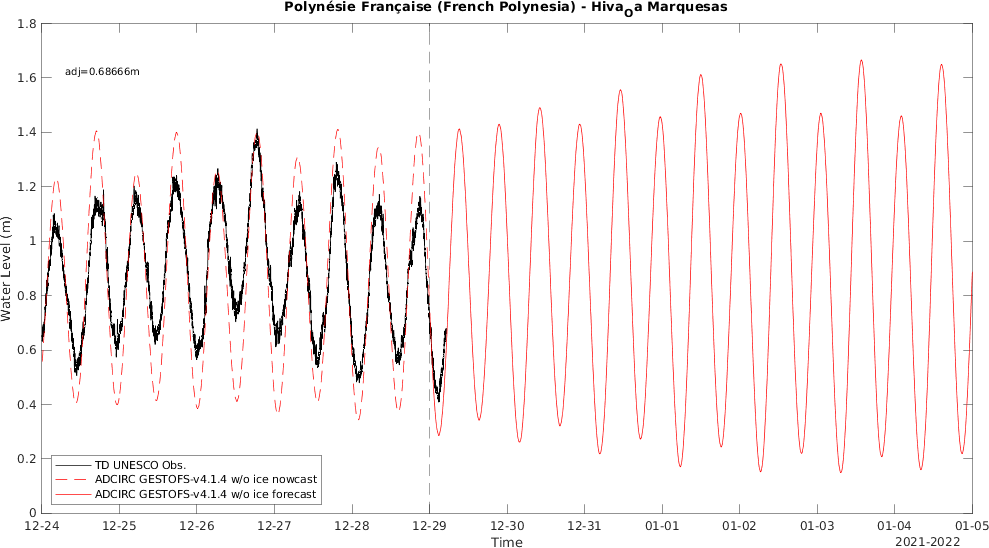 Polynésie Française (French Polynesia) - Hiva_Oa Marquesas
1.8
1.6
1.4
1.2
1
0.8
0.6
0.4
0.2
0
Water Level (m)
adj=0.68666m
TD UNESCO Obs.
ADCIRC GESTOFS-v4.1.4 w/o ice nowcast
ADCIRC GESTOFS-v4.1.4 w/o ice forecast
12-24 12-25 12-26 12-27 12-28 12-29 12-30 12-31 01-01 01-02 01-03 01-04 01-05
Time
2021-2022